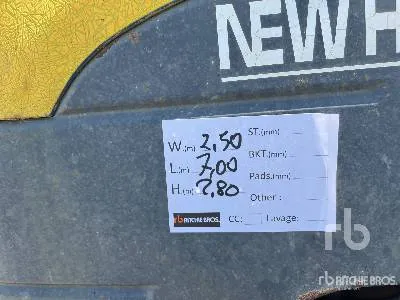 NEW H
W.(m) 2,50 ST.(mm)
L.(m) 7,00 BKT.(mm)
H.(m) 2,80 Pads.(mm)
Other :
rb RITCHIE BROS. CC: Lavage:
rb
rb RITCHIE BROS.